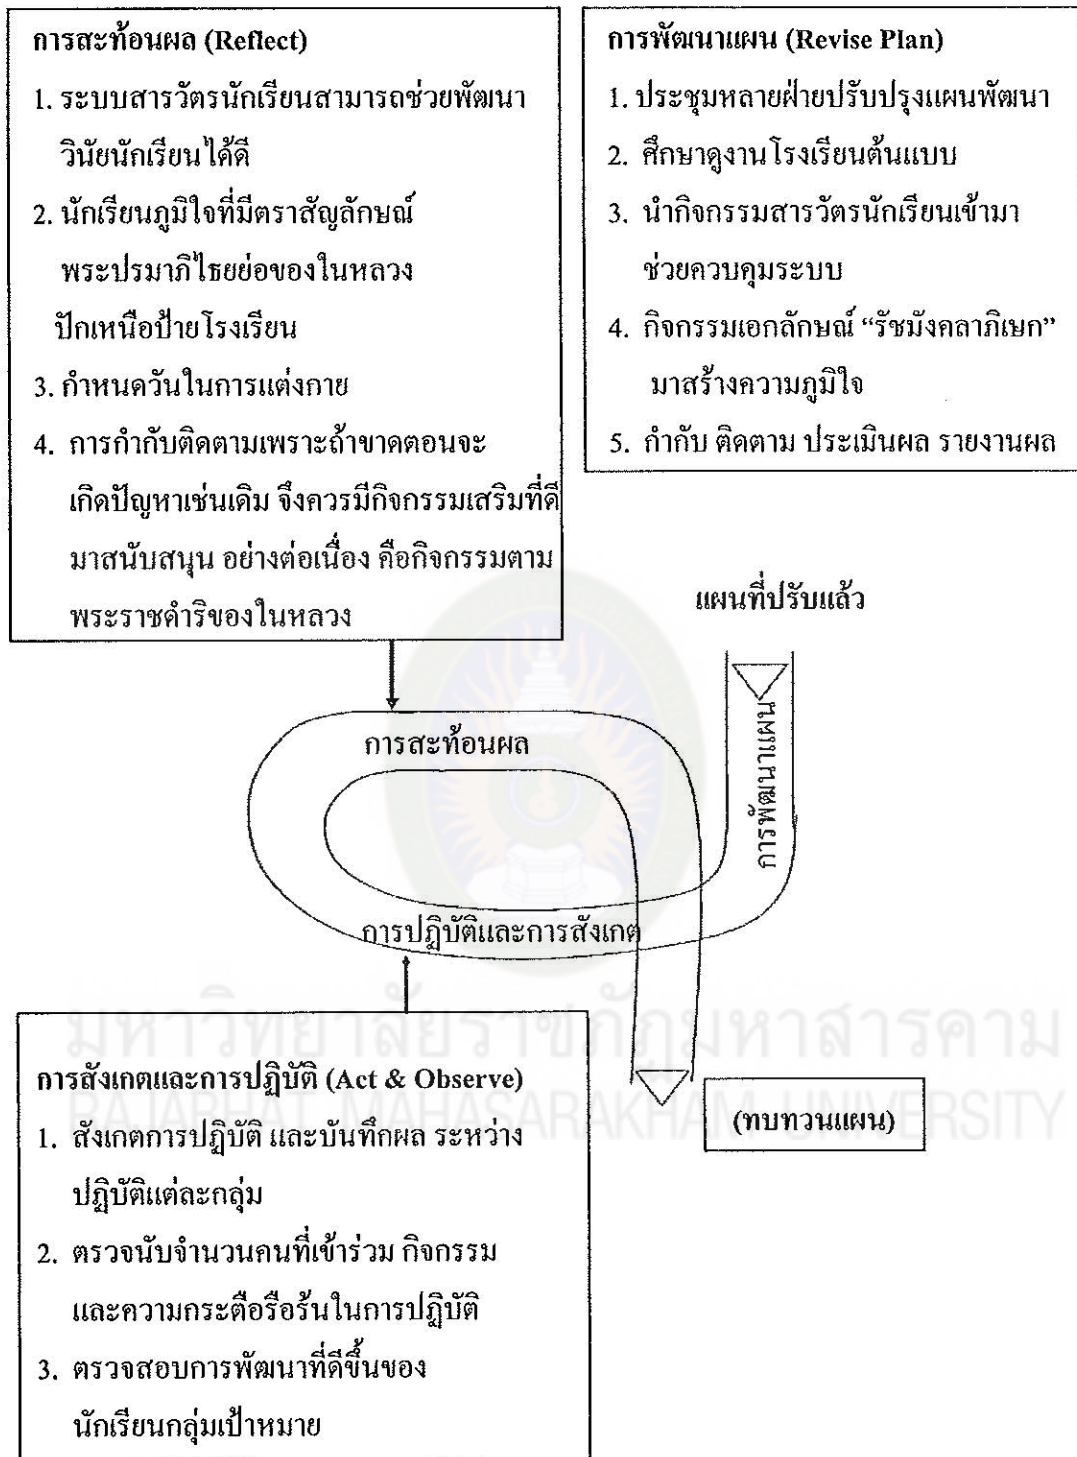 การสะท้อนผล (Reflect)
1. ระบบสารวัตรนักเรียนสามารถช่วยพัฒนา
วินัยนักเรียนได้ดี
2. นักเรียนภูมิใจที่มีตราสัญลักษณ์
พระปรมาภิไธยย่อของในหลวง
ปักเหนือป้ายโรงเรียน
3. กำหนดวันในการแต่งกาย
4. การกำกับติดตามเพราะถ้าขาดตอนจะ
เกิดปัญหาเช่นเดิม จึงควรมีกิจกรรมเสริมที่ดี
มาสนับสนุน อย่างต่อเนื่อง คือกิจกรรมตาม
พระราชดำริของในหลวง
การพัฒนาแผน (Revise Plan)
1. ประชุมหลายฝ่ายปรับปรุงแผนพัฒนา
2. ศึกษาดูงานโรงเรียนต้นแบบ
3. นำกิจกรรมสารวัตรนักเรียนเข้ามา
ช่วยควบคุมระบบ
4. กิจกรรมเอกลักษณ์ “รัชมังคลาภิเษก”
มาสร้างความภูมิใจ
5. กำกับ ติดตาม ประเมินผล รายงานผล
แผนที่ปรับแล้ว
การสะท้อนผล
การพัฒนาแผน
การปฏิบัติและการสังเกต
มหาวิทยาลัยราชภัฏมหาสารคาม
RAJABHAT MAHASARAKHAM UNIVERSITY
การสังเกตและการปฏิบัติ (Act & Observe)
1. สังเกตการปฏิบัติ และบันทึกผล ระหว่าง
ปฏิบัติแต่ละกลุ่ม
2. ตรวจนับจำนวนคนที่เข้าร่วม กิจกรรม
และความกระตือรือร้นในการปฏิบัติ
3. ตรวจสอบการพัฒนาที่ดีขึ้นของ
นักเรียนกลุ่มเป้าหมาย
(ทบทวนแผน)